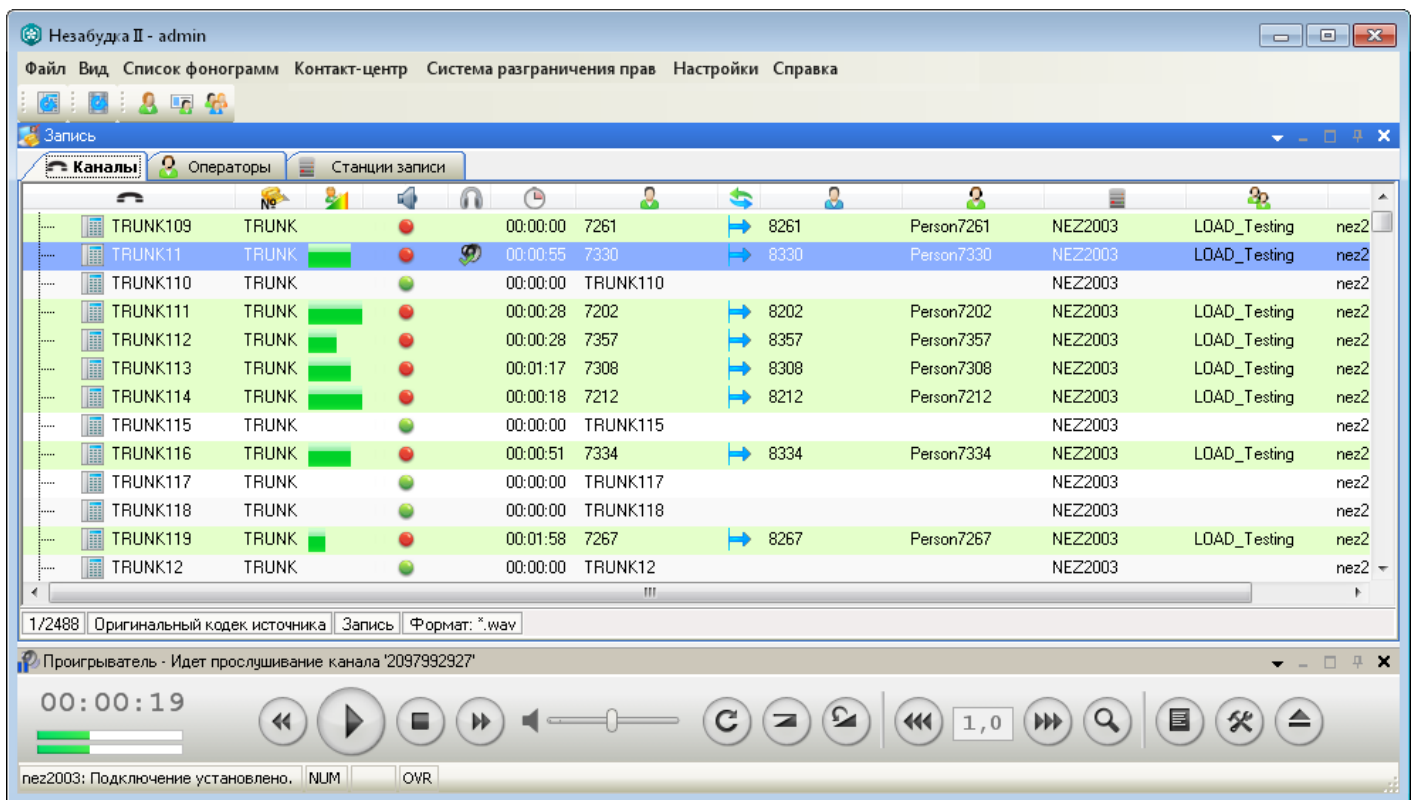 Незабудка II - admin
Файл Вид Список фонограмм Контакт-центр Система разграничения прав Настройки Справка
Запись
Каналы Операторы Станции записи
№
TRUNK109 TRUNK 00:00:00 7261 8261 Person7261 NEZ2003 LOAD_Testing nez2
TRUNK11 TRUNK 00:00:55 7330 8330 Person7330 NEZ2003 LOAD_Testing nez2
TRUNK110 TRUNK 00:00:00 TRUNK110 NEZ2003 nez2
TRUNK111 TRUNK 00:00:28 7202 8202 Person7202 NEZ2003 LOAD_Testing nez2
TRUNK112 TRUNK 00:00:28 7357 8357 Person7357 NEZ2003 LOAD_Testing nez2
TRUNK113 TRUNK 00:01:17 7308 8308 Person7308 NEZ2003 LOAD_Testing nez2
TRUNK114 TRUNK 00:00:18 7212 8212 Person7212 NEZ2003 LOAD_Testing nez2
TRUNK115 TRUNK 00:00:00 TRUNK115 NEZ2003 nez2
TRUNK116 TRUNK 00:00:51 7334 8334 Person7334 NEZ2003 LOAD_Testing nez2
TRUNK117 TRUNK 00:00:00 TRUNK117 NEZ2003 nez2
TRUNK118 TRUNK 00:00:00 TRUNK118 NEZ2003 nez2
TRUNK119 TRUNK 00:01:58 7267 8267 Person7267 NEZ2003 LOAD_Testing nez2
TRUNK12 TRUNK 00:00:00 TRUNK12 NEZ2003 nez2
1/2488 Оригинальный кодек источника Запись Формат: *.wav
Проигрыватель - Идет прослушивание канала '2097992927'
00:00:19
1,0
nez2003: Подключение установлено. NUM OVR